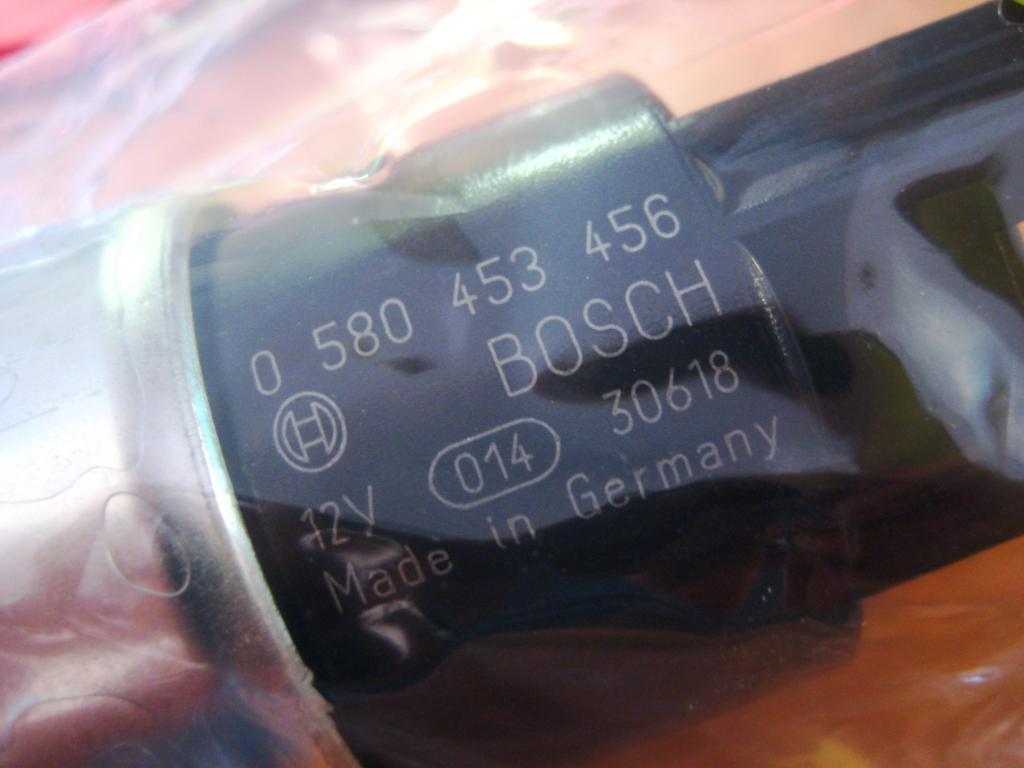 0 580 453 456
BOSCH
014 30618
12V
Made in Germany